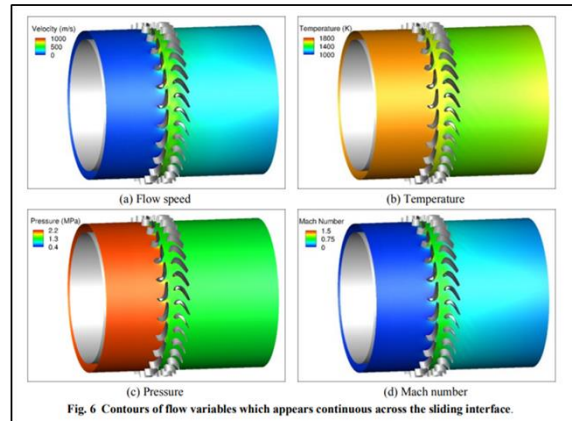 Velocity (m/s)
1000
500
0
(a) Flow speed
Temperature (K)
1800
1400
1000
(b) Temperature
Pressure (MPa)
2.2
1.3
0.4
(c) Pressure
Mach Number
1.5
0.75
0
(d) Mach number
Fig. 6 Contours of flow variables which appears continuous across the sliding interface.